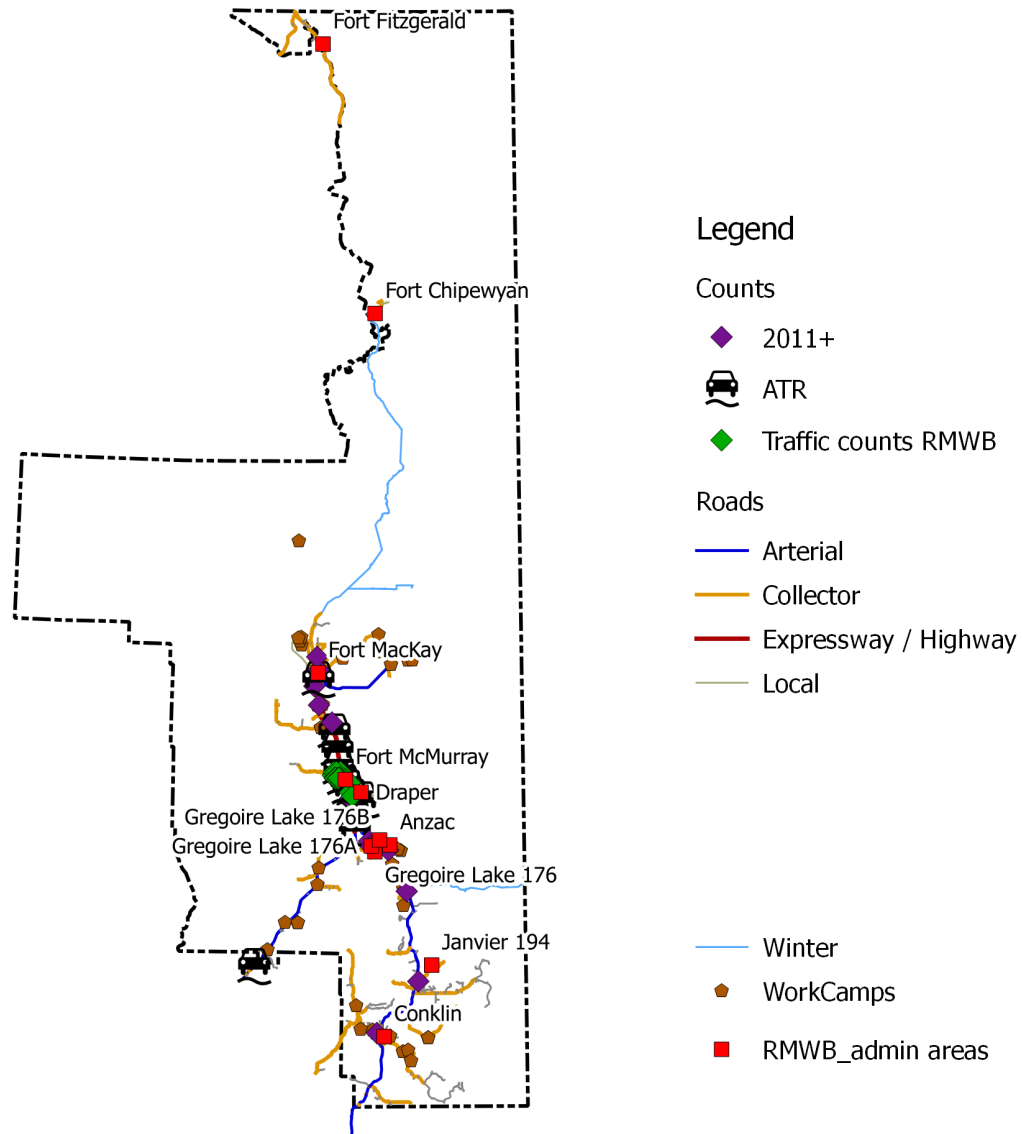 Fort Fitzgerald
Fort Chipewyan
Fort MacKay
Fort McMurray
Draper
Gregoire Lake 176B
Anzac
Gregoire Lake 176A
Gregoire Lake 176
Janvier 194
Conklin
Legend
Counts
2011+
ATR
Traffic counts RMWB
Roads
Arterial
Collector
Expressway / Highway
Local
Winter
WorkCamps
RMWB_admin areas